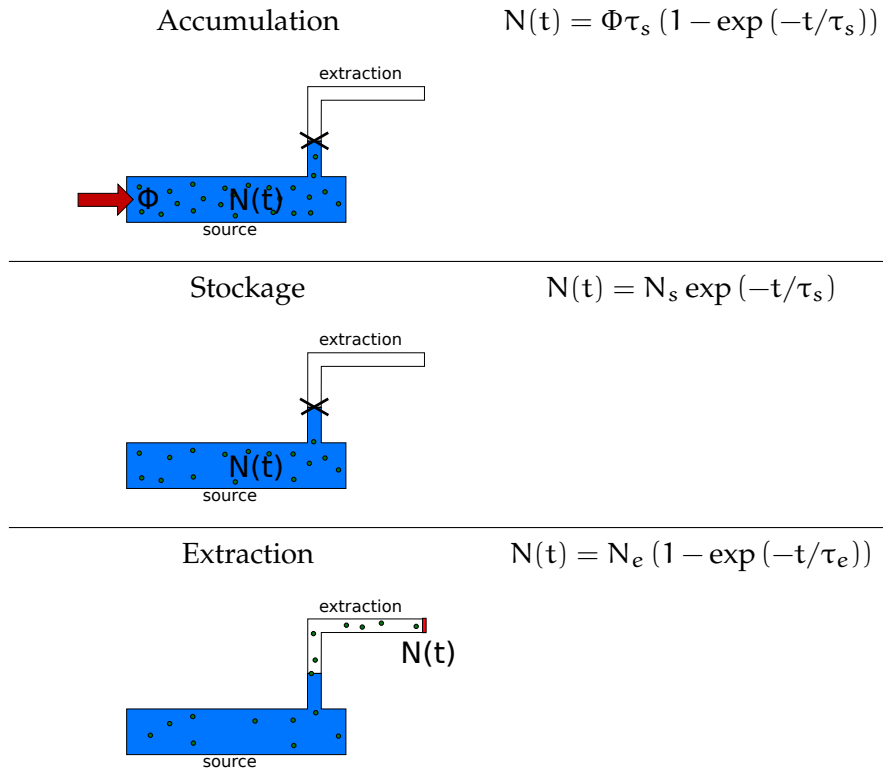 Accumulation N(t) = Φτₛ (1 − exp (−t/τₛ))
extraction
Φ N(t)
source
Stockage N(t) = Nₛ exp (−t/τₛ)
extraction
N(t)
source
Extraction N(t) = Nₑ (1 − exp (−t/τₑ))
extraction
N(t)
source